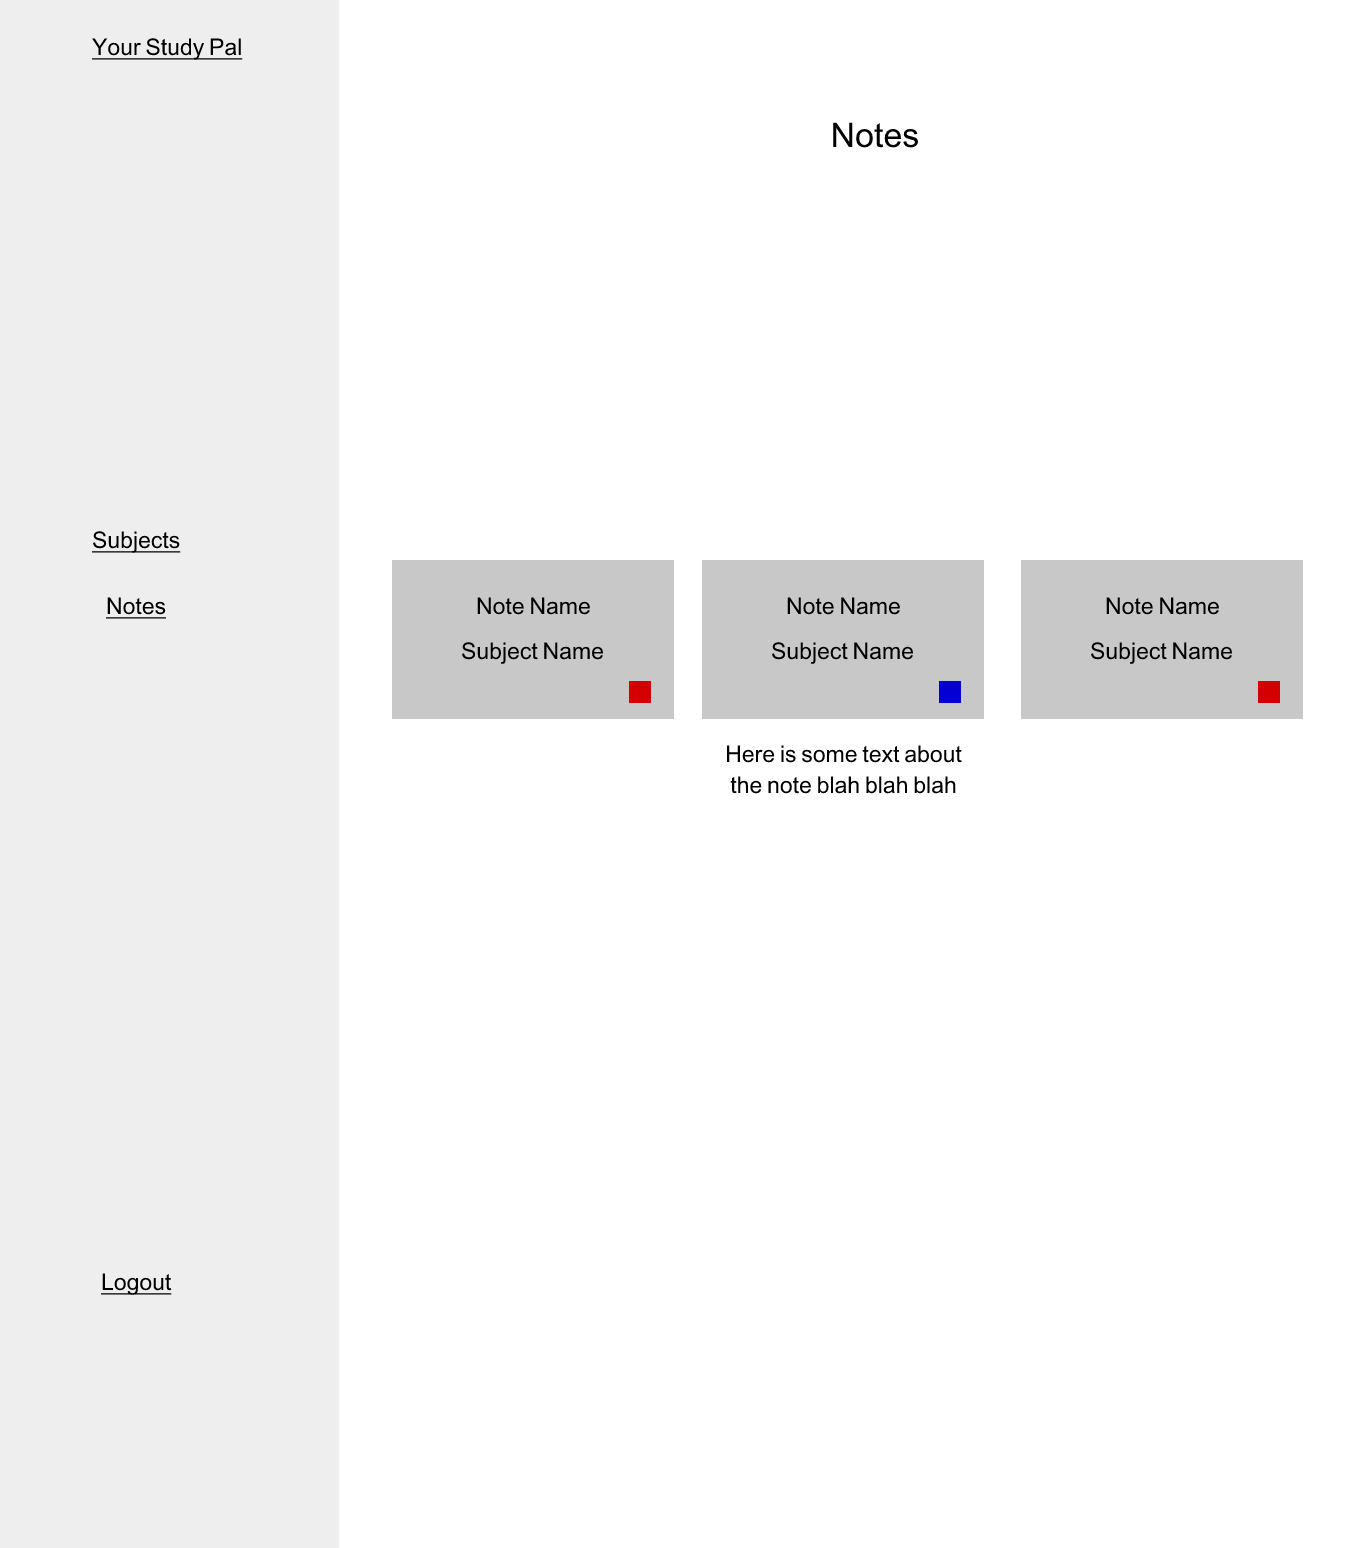 Your Study Pal
Notes
Subjects
Notes
Note Name
Subject Name
Note Name
Subject Name
Here is some text about
the note blah blah blah
Note Name
Subject Name
Logout